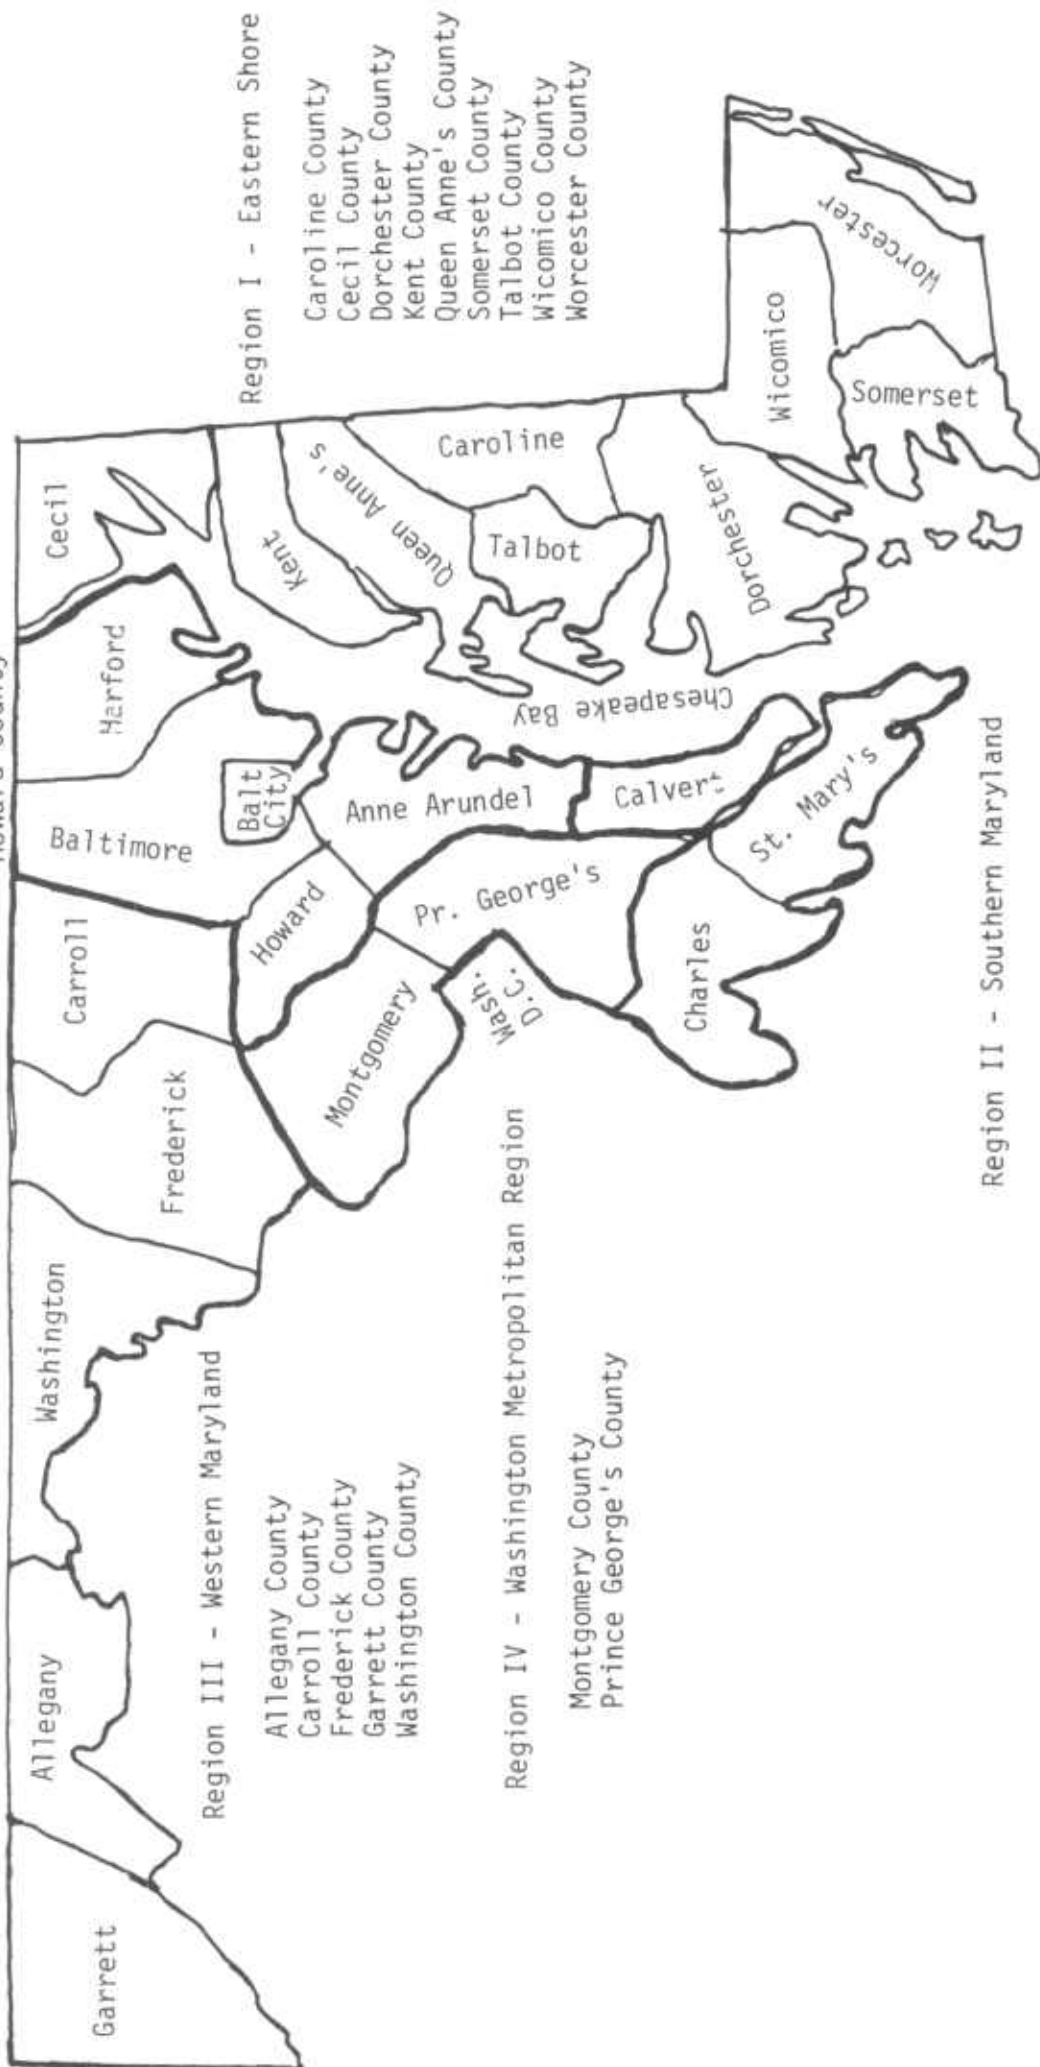 Howard County
Region I - Eastern Shore
Caroline County
Cecil County
Dorchester County
Kent County
Queen Anne's County
Somerset County
Talbot County
Wicomico County
Worcester County
Garrett
Allegany
Washington
Frederick
Carroll
Baltimore
Balt
City
Harford
Cecil
Kent
Queen Anne's
Caroline
Talbot
Dorchester
Wicomico
Worcester
Somerset
Chesapeake Bay
Howard
Anne Arundel
Montgomery
Pr. George's
Wash.
D.C.
Calvert
Charles
St. Mary's
Region III - Western Maryland
Allegany County
Carroll County
Frederick County
Garrett County
Washington County
Region IV - Washington Metropolitan Region
Montgomery County
Prince George's County
Region II - Southern Maryland